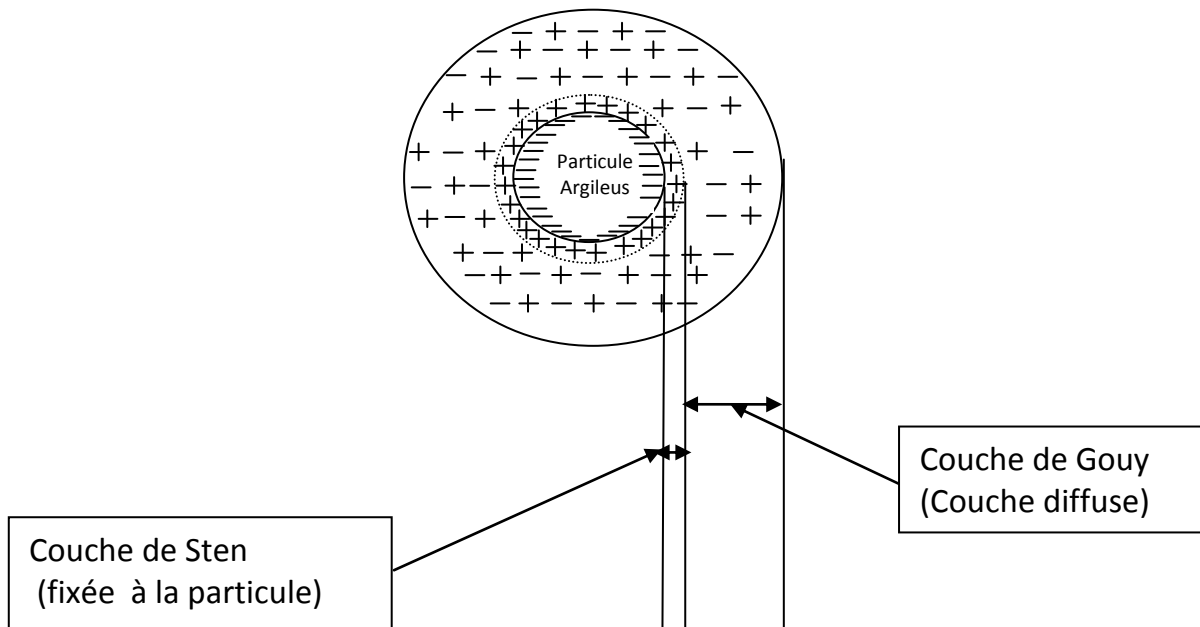 Particule
Argileus
Couche de Gouy
(Couche diffuse)
Couche de Sten
(fixée à la particule)